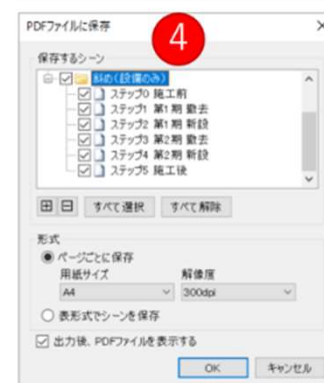 PDFファイルに保存
4
保存するシーン
斜め(設備のみ)
ステップ0 施工前
ステップ1 第1期 撤去
ステップ2 第1期 新設
ステップ3 第2期 撤去
ステップ4 第2期 新設
ステップ5 施工後
すべて選択 すべて解除
形式
ページごとに保存
用紙サイズ 解像度
A4 300dpi
表形式でシーンを保存
出力後、PDFファイルを表示する
OK キャンセル